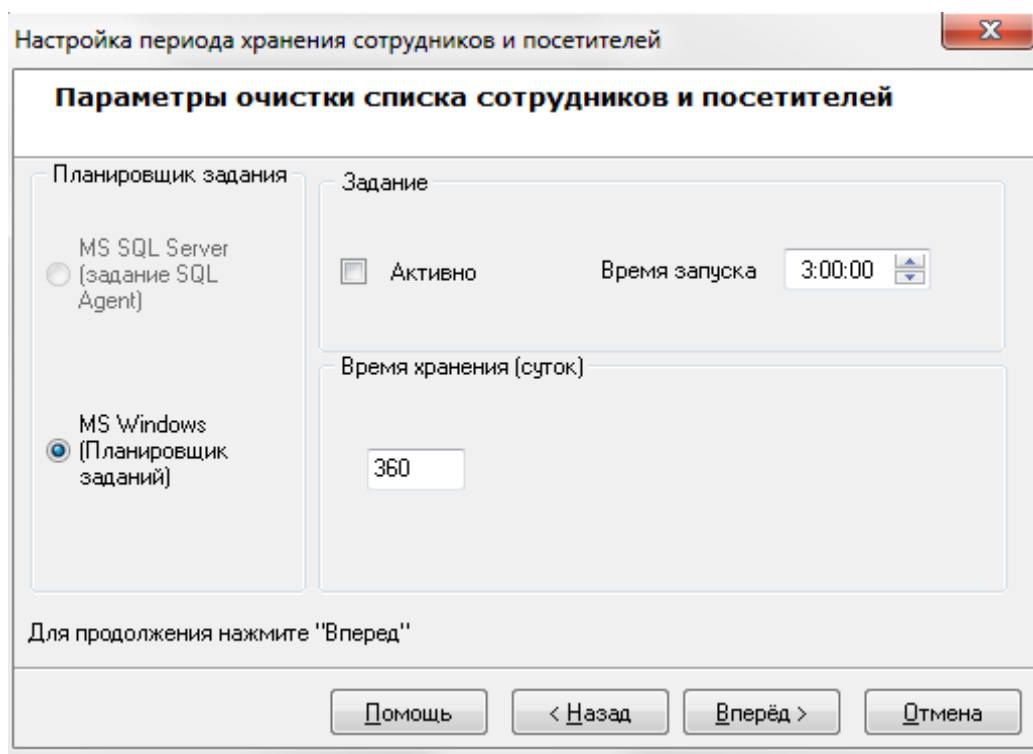 Настройка периода хранения сотрудников и посетителей
Параметры очистки списка сотрудников и посетителей
Планировщик задания
MS SQL Server
(задание SQL
Agent)
MS Windows
(Планировщик
заданий)
Задание
Активно
Время запуска
3:00:00
Время хранения (суток)
360
Для продолжения нажмите "Вперед"
Помощь
< Назад
Вперёд >
Отмена